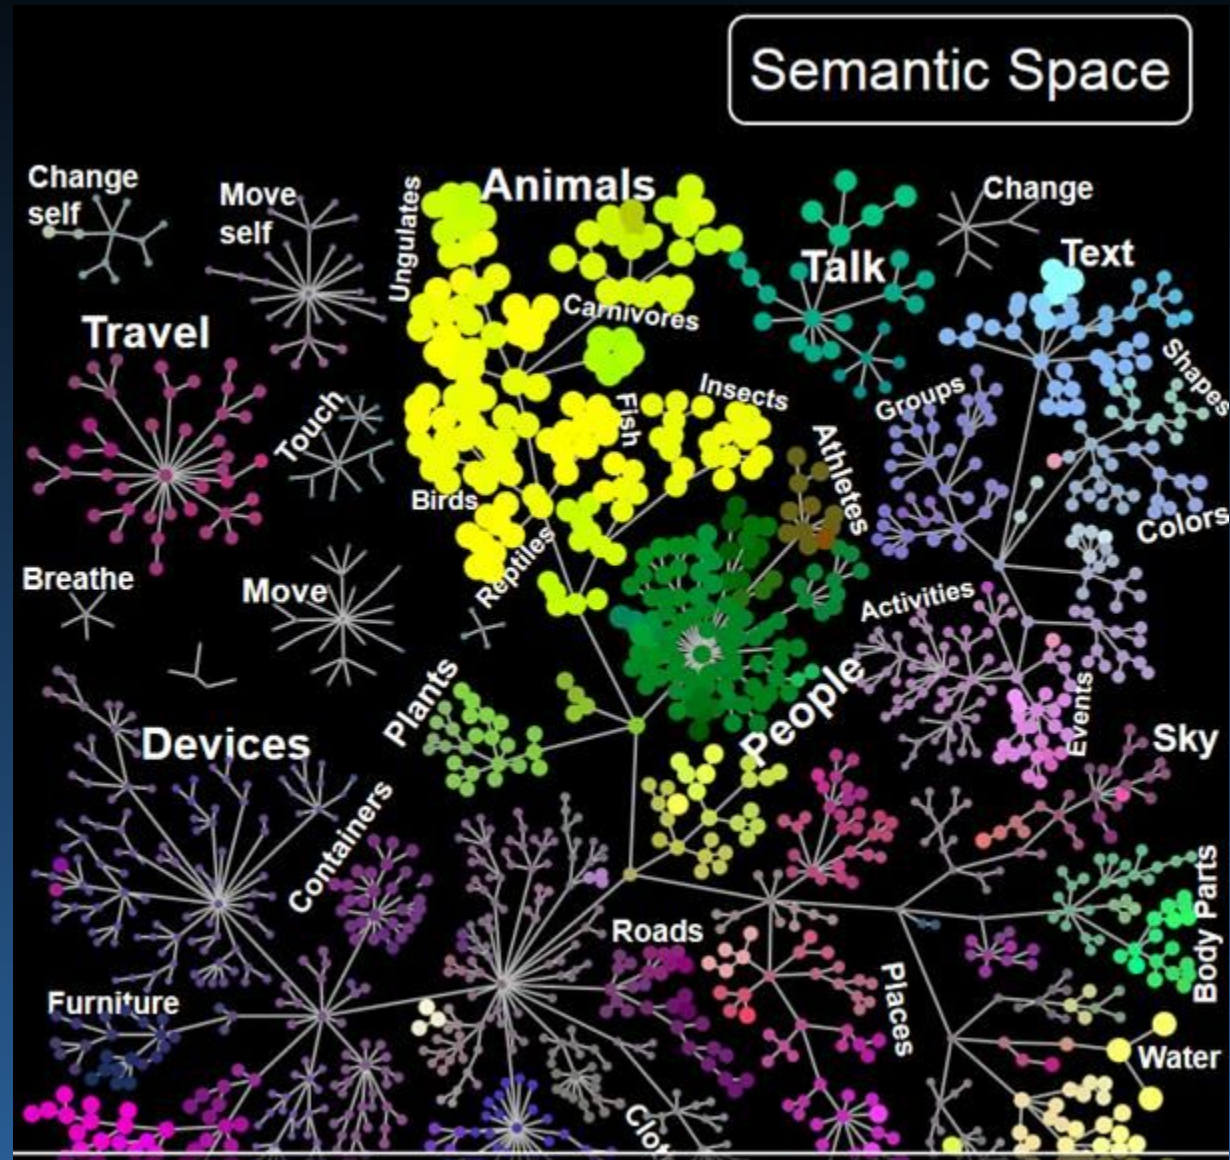 Semantic Space
Change
self
Move
self
Ungulates
Animals
Talk
Change
Text
Travel
Carnivores
Shapes
Touch
Fish
Insects
Groups
Athletes
Birds
Colors
Reptiles
Breathe
Move
Activities
Plants
People
Events
Devices
Sky
Containers
Body Parts
Roads
Places
Furniture
Water